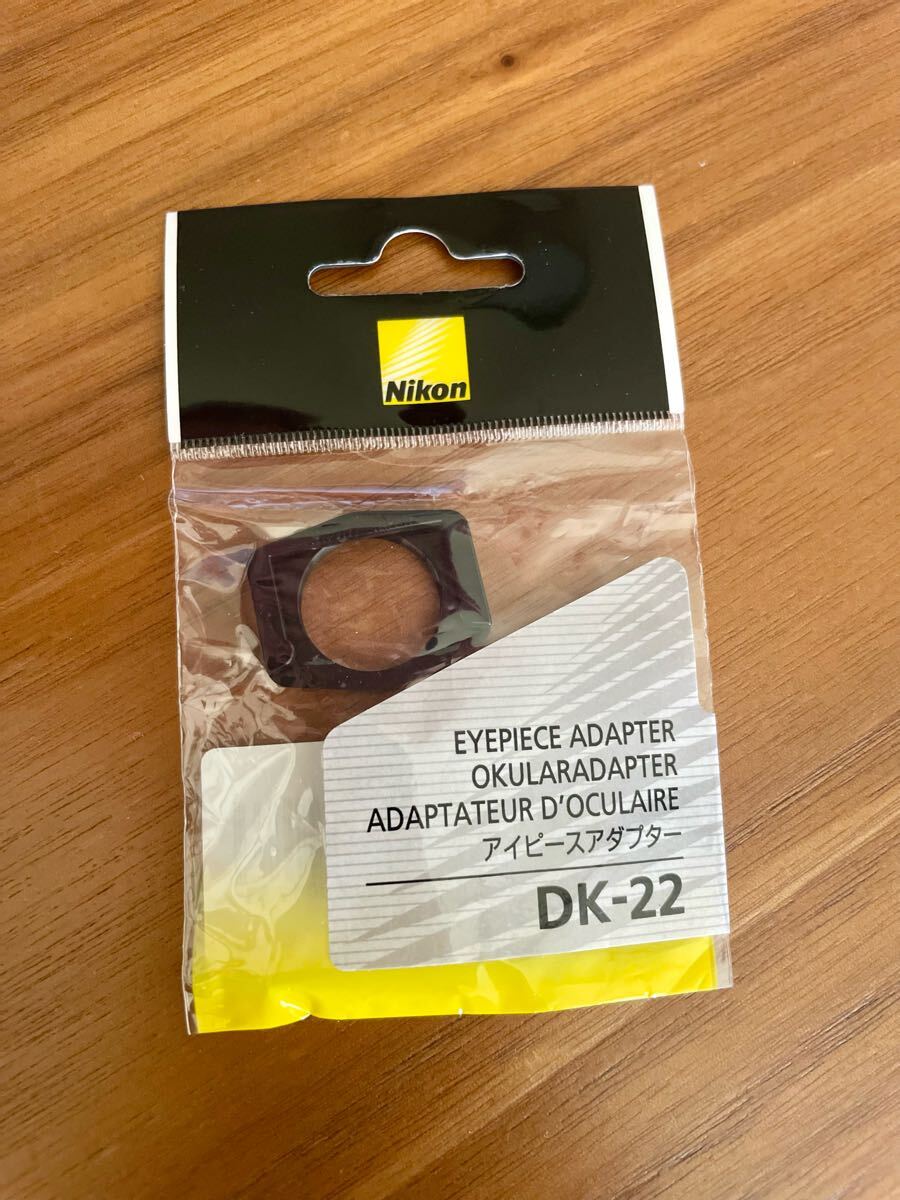 Nikon
EYEPIECE ADAPTER
OKULARADAPTER
ADAPTATEUR D'OCULAIRE
アイピースアダプター
DK-22